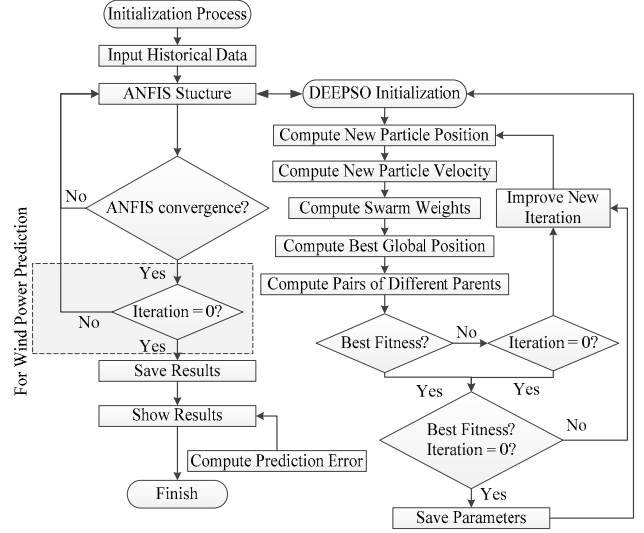 Initialization Process
Input Historical Data
ANFIS Stucture
ANFIS convergence?
No
Yes
For Wind Power Prediction
Iteration = 0?
No
Yes
Save Results
Show Results
Compute Prediction Error
Finish
DEEPSO Initialization
Compute New Particle Position
Compute New Particle Velocity
Compute Swarm Weights
Compute Best Global Position
Compute Pairs of Different Parents
Improve New
Iteration
Best Fitness?
No
Iteration = 0?
Yes
Yes
Best Fitness?
Iteration = 0?
No
Yes
Save Parameters